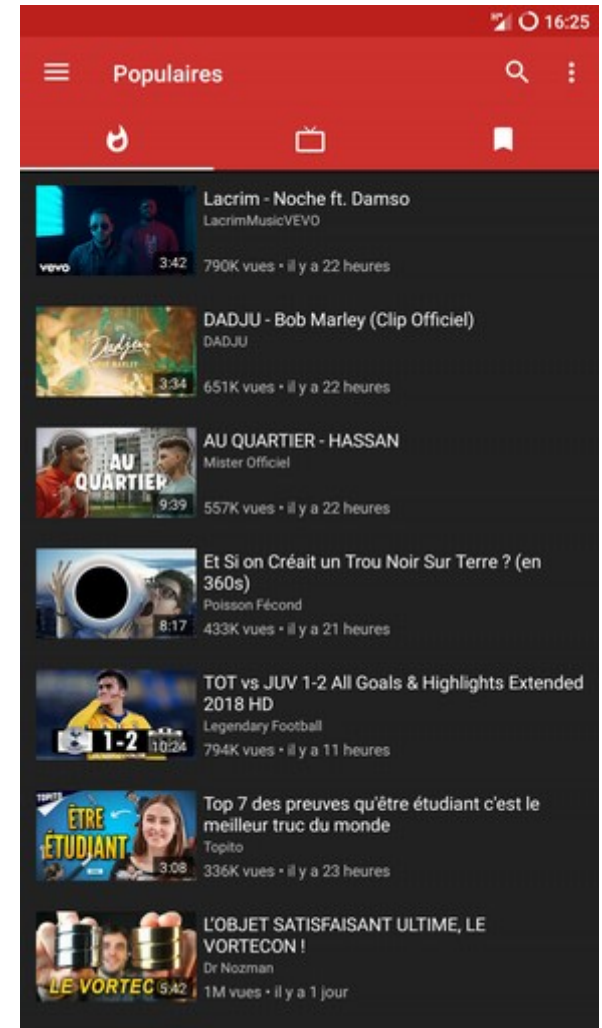 16:25
Populaires
Lacrim - Noche ft. Damso
LacrimMusicVEVO
vevo
3:42
790K vues • il y a 22 heures
DADJU - Bob Marley (Clip Officiel)
DADJU
Dadju
BOB MARLEY
3:34
651K vues • il y a 22 heures
AU QUARTIER - HASSAN
Mister Officiel
AU
QUARTIER
9:39
557K vues • il y a 22 heures
Et Si on Créait un Trou Noir Sur Terre ? (en
360s)
Poisson Fécond
8:17
433K vues • il y a 21 heures
TOT vs JUV 1-2 All Goals & Highlights Extended
2018 HD
Legendary Football
1-2
10:24
794K vues • il y a 11 heures
TOPITO
Top 7 des preuves qu'être étudiant c'est le
meilleur truc du monde
ÊTRE
ÉTUDIANT
Topito
3:08
336K vues • il y a 23 heures
L'OBJET SATISFAISANT ULTIME, LE
VORTECON !
Dr Nozman
LE VORTEC
5:42
1M vues • il y a 1 jour